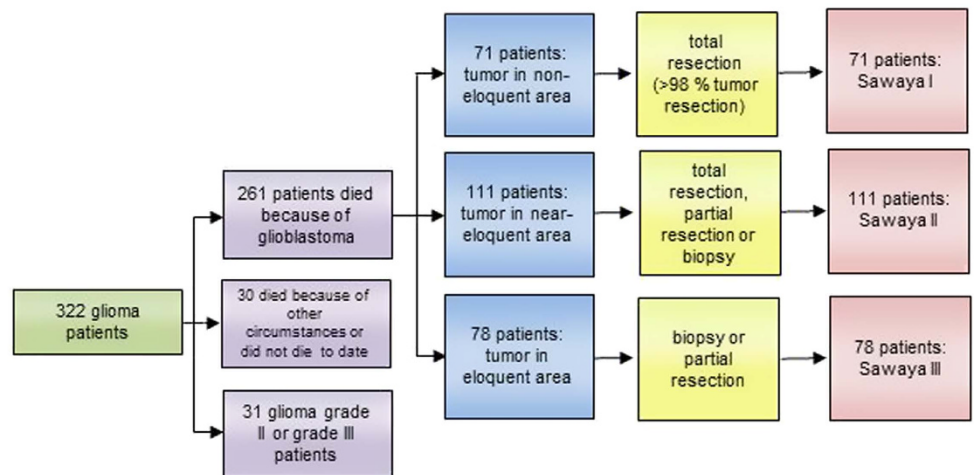 322 glioma
patients
261 patients died
because of
glioblastoma
30 died because of
other
circumstances or
did not die to date
31 glioma grade
II or grade III
patients
71 patients:
tumor in non-
eloquent area
111 patients:
tumor in near-
eloquent area
78 patients:
tumor in
eloquent area
total
resection
(>98 % tumor
resection)
total
resection,
partial
resection or
biopsy
biopsy or
partial
resection
71 patients:
Sawaya I
111 patients:
Sawaya II
78 patients:
Sawaya III